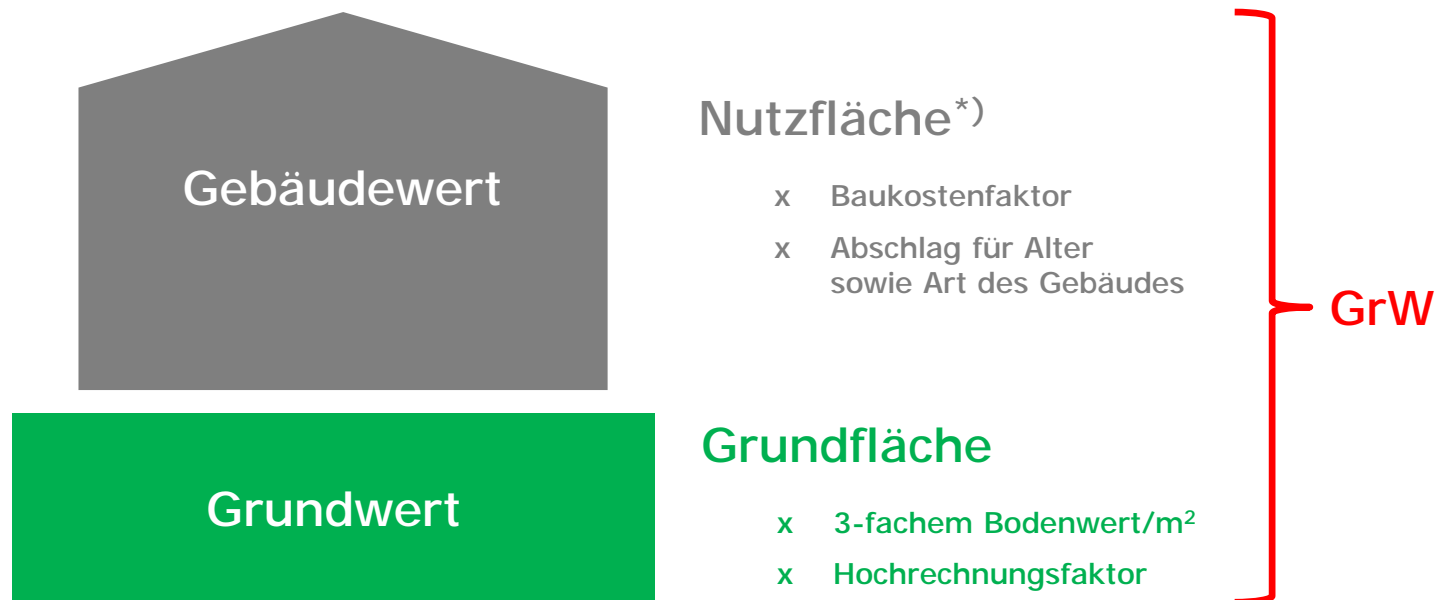 Gebäudewert
Nutzfläche*)
x Baukostenfaktor
x Abschlag für Alter
sowie Art des Gebäudes
GrW
Grundwert
Grundfläche
x 3-fachem Bodenwert/m²
x Hochrechnungsfaktor